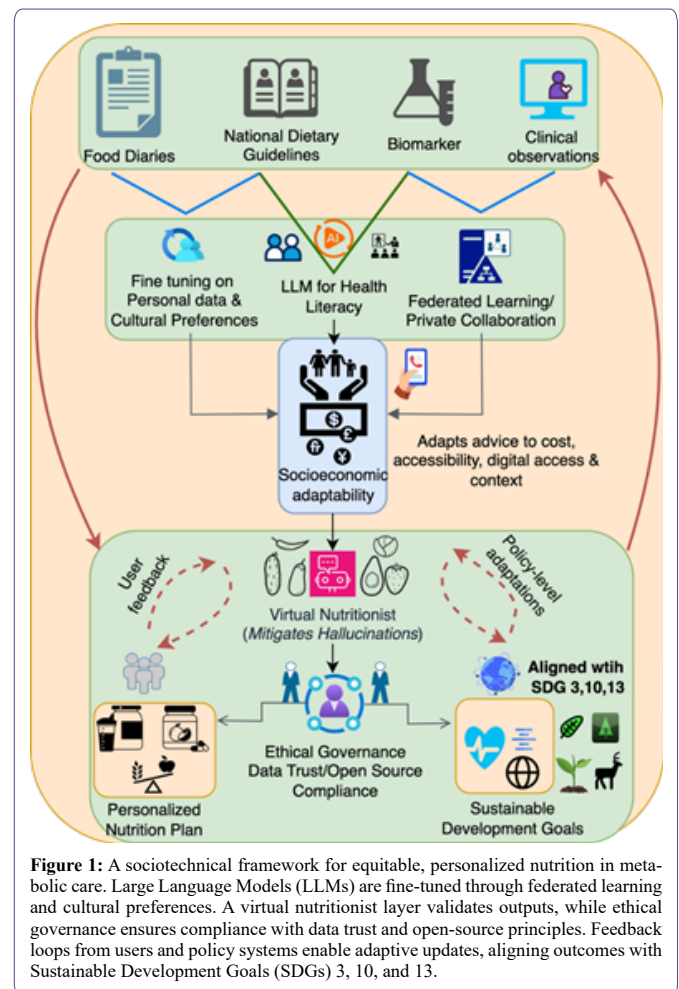 Food Diaries
National Dietary
Guidelines
Biomarker
Clinical
observations
Fine tuning on
Personal data &
Cultural Preferences
AI
LLM for Health
Literacy
Federated Learning/
Private Collaboration
$
£
¥
Socioeconomic
adaptability
Adapts advice to cost,
accessibility, digital access &
context
User
feedback
Policy-level
adaptations
Virtual Nutritionist
(Mitigates Hallucinations)
Aligned wtih
SDG 3,10,13
Ethical Governance
Data Trust/Open Source
Compliance
Personalized
Nutrition Plan
Sustainable
Development Goals
Figure 1: A sociotechnical framework for equitable, personalized nutrition in meta-
bolic care. Large Language Models (LLMs) are fine-tuned through federated learning
and cultural preferences. A virtual nutritionist layer validates outputs, while ethical
governance ensures compliance with data trust and open-source principles. Feedback
loops from users and policy systems enable adaptive updates, aligning outcomes with
Sustainable Development Goals (SDGs) 3, 10, and 13.